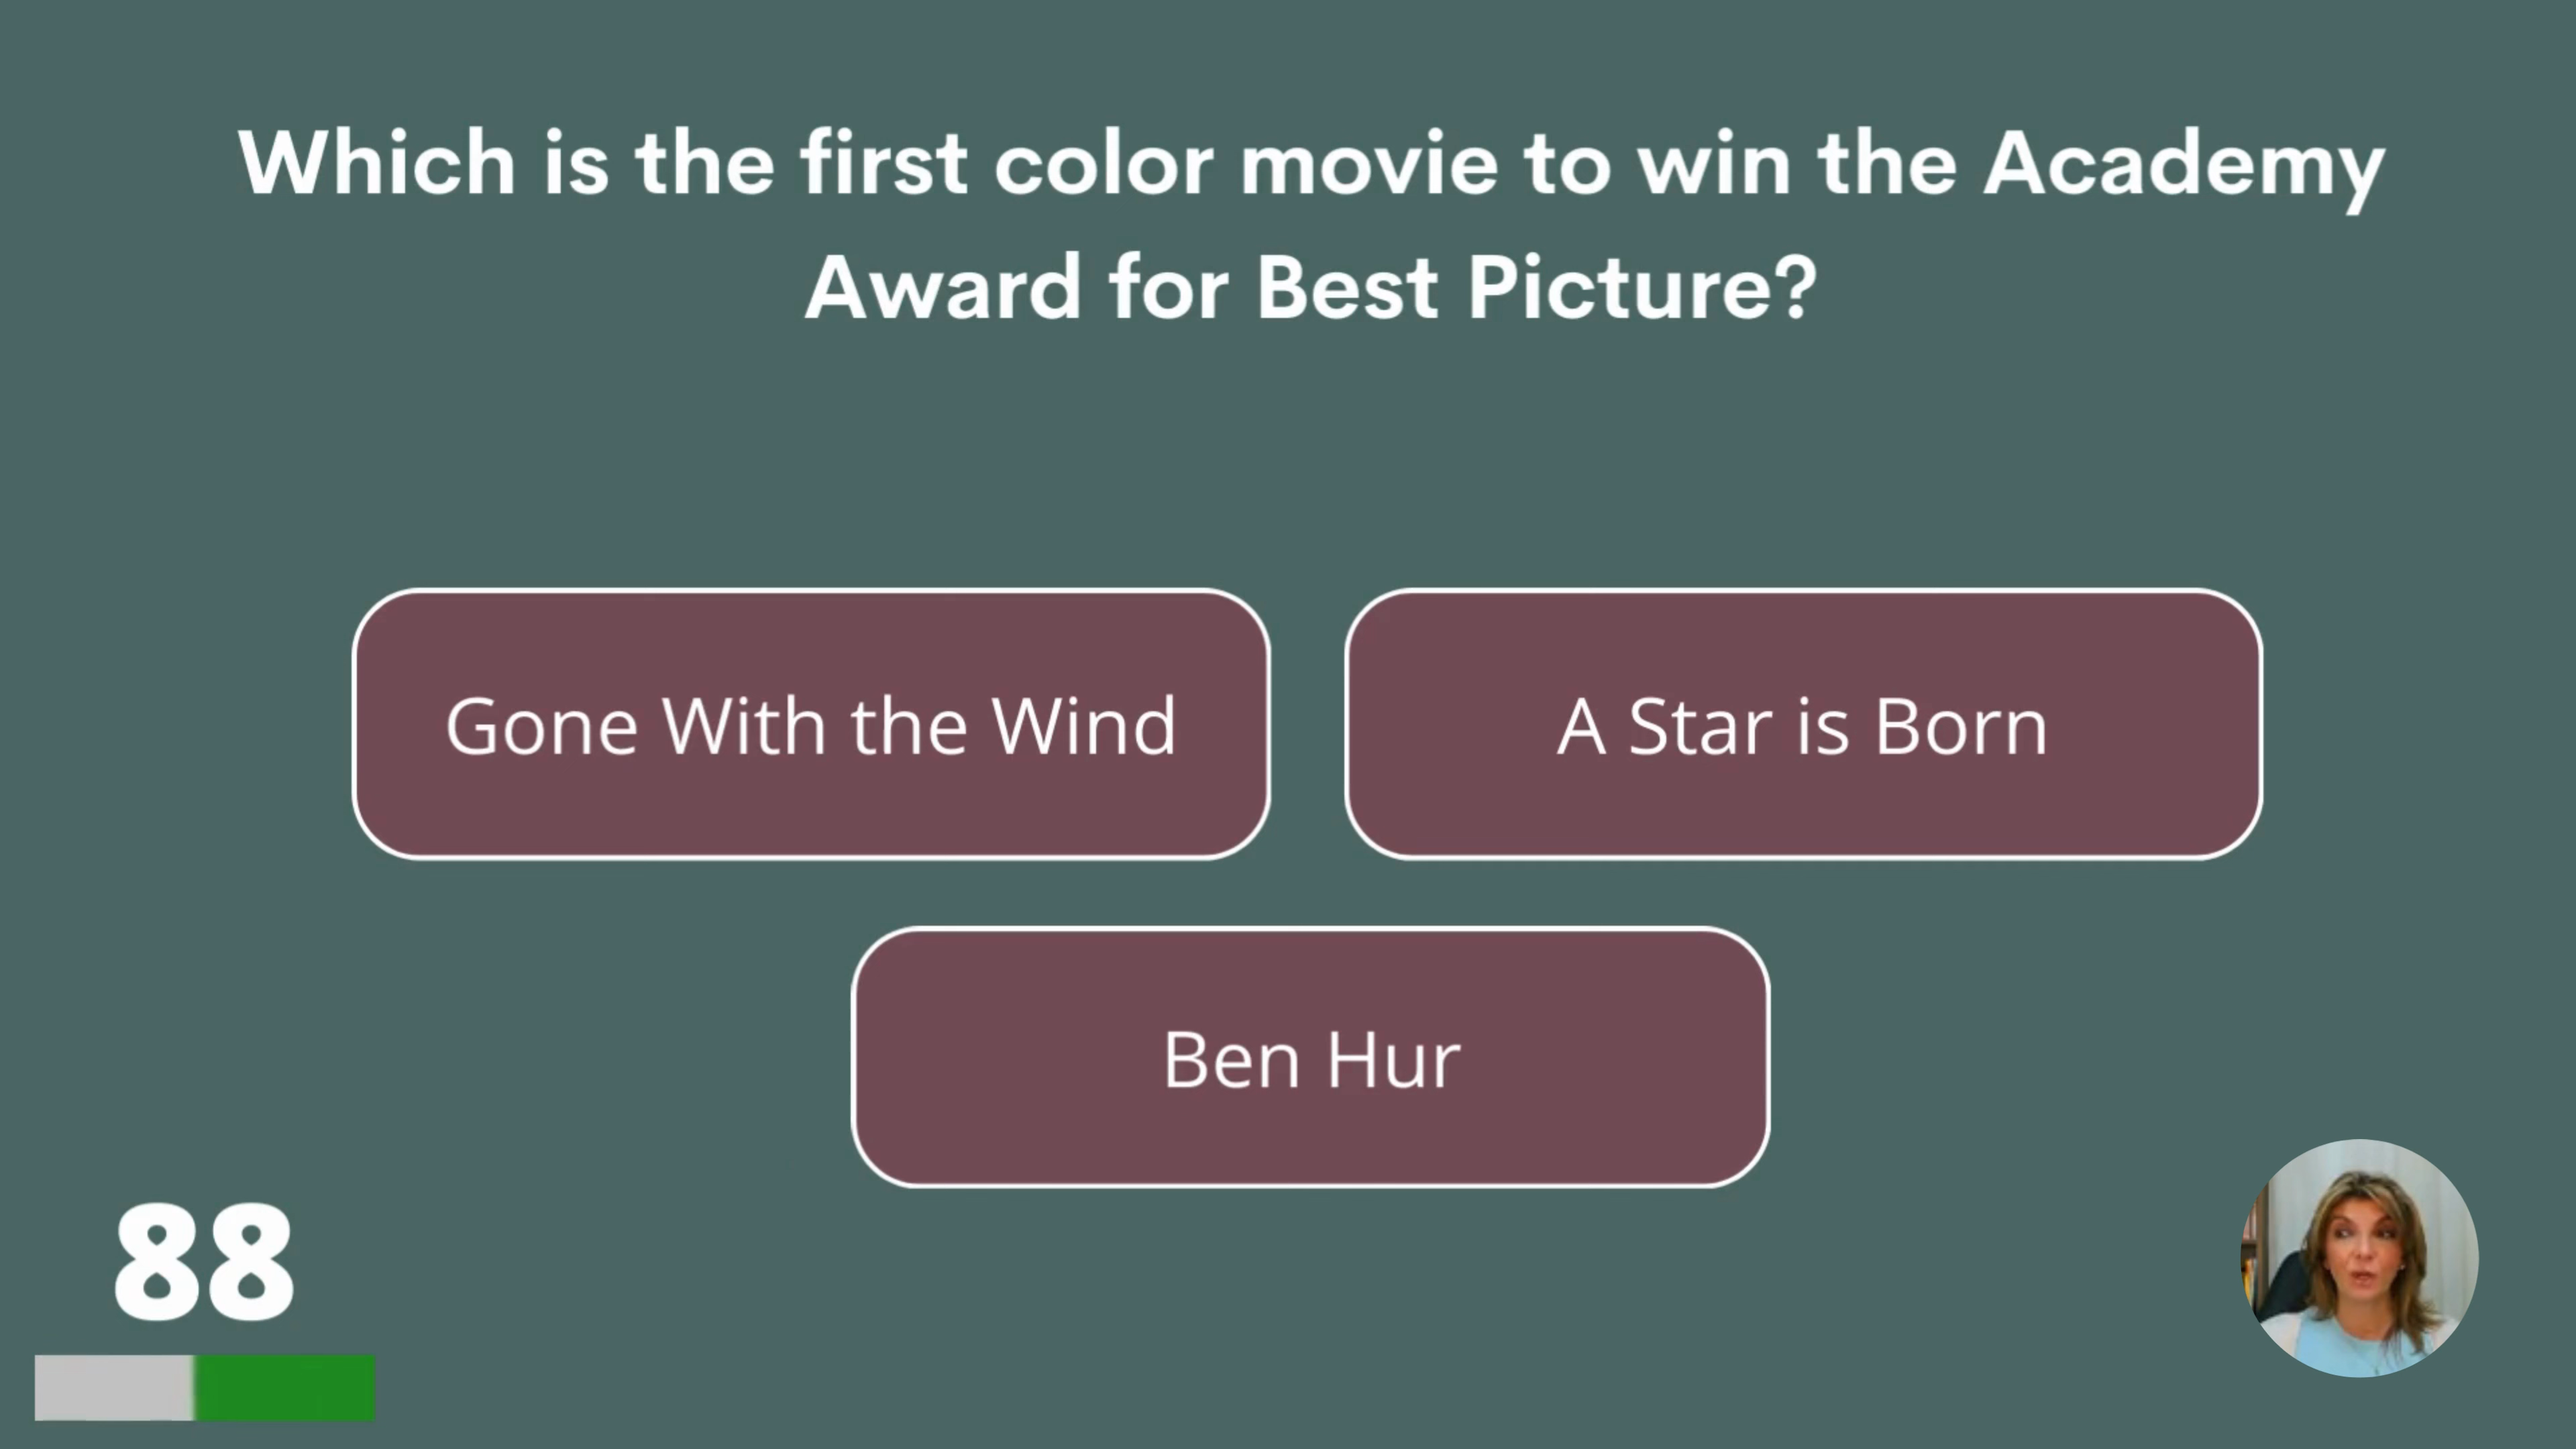 Which is the first color movie to win the Academy
Award for Best Picture?
Gone With the Wind
A Star is Born
Ben Hur
88